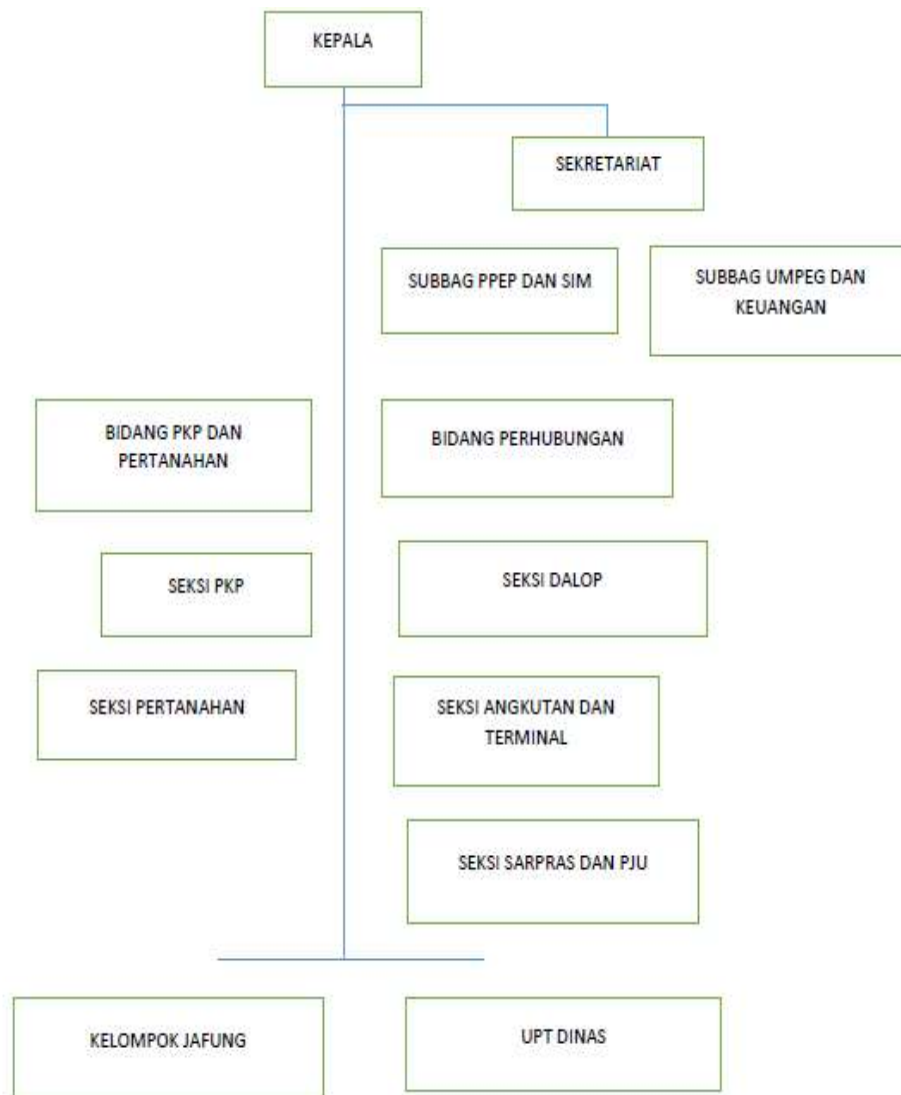 KEPALA
SEKRETARIAT
SUBBAG PPEP DAN SIM
SUBBAG UMPEG DAN
KEUANGAN
BIDANG PKP DAN
PERTANAHAN
BIDANG PERHUBUNGAN
SEKSI PKP
SEKSI DALOP
SEKSI PERTANAHAN
SEKSI ANGKUTAN DAN
TERMINAL
SEKSI SARPRAS DAN PJU
KELOMPOK JAFUNG
UPT DINAS